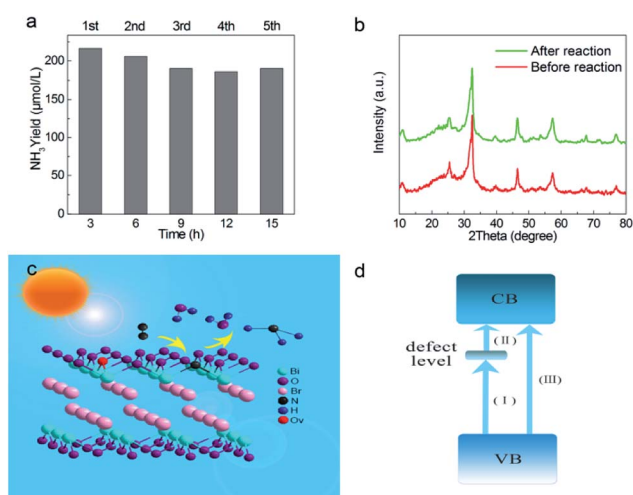 a
1st 2nd 3rd 4th 5th
NH3 Yield (μmol/L)
200
150
100
50
0
3 6 9 12 15
Time (h)
b
After reaction
Before reaction
Intensity (a.u.)
10 20 30 40 50 60 70 80
2Theta (degree)
c
Bi
O
Br
N
H
Ov
d
CB
(II)
defect
level
(III)
(I)
VB